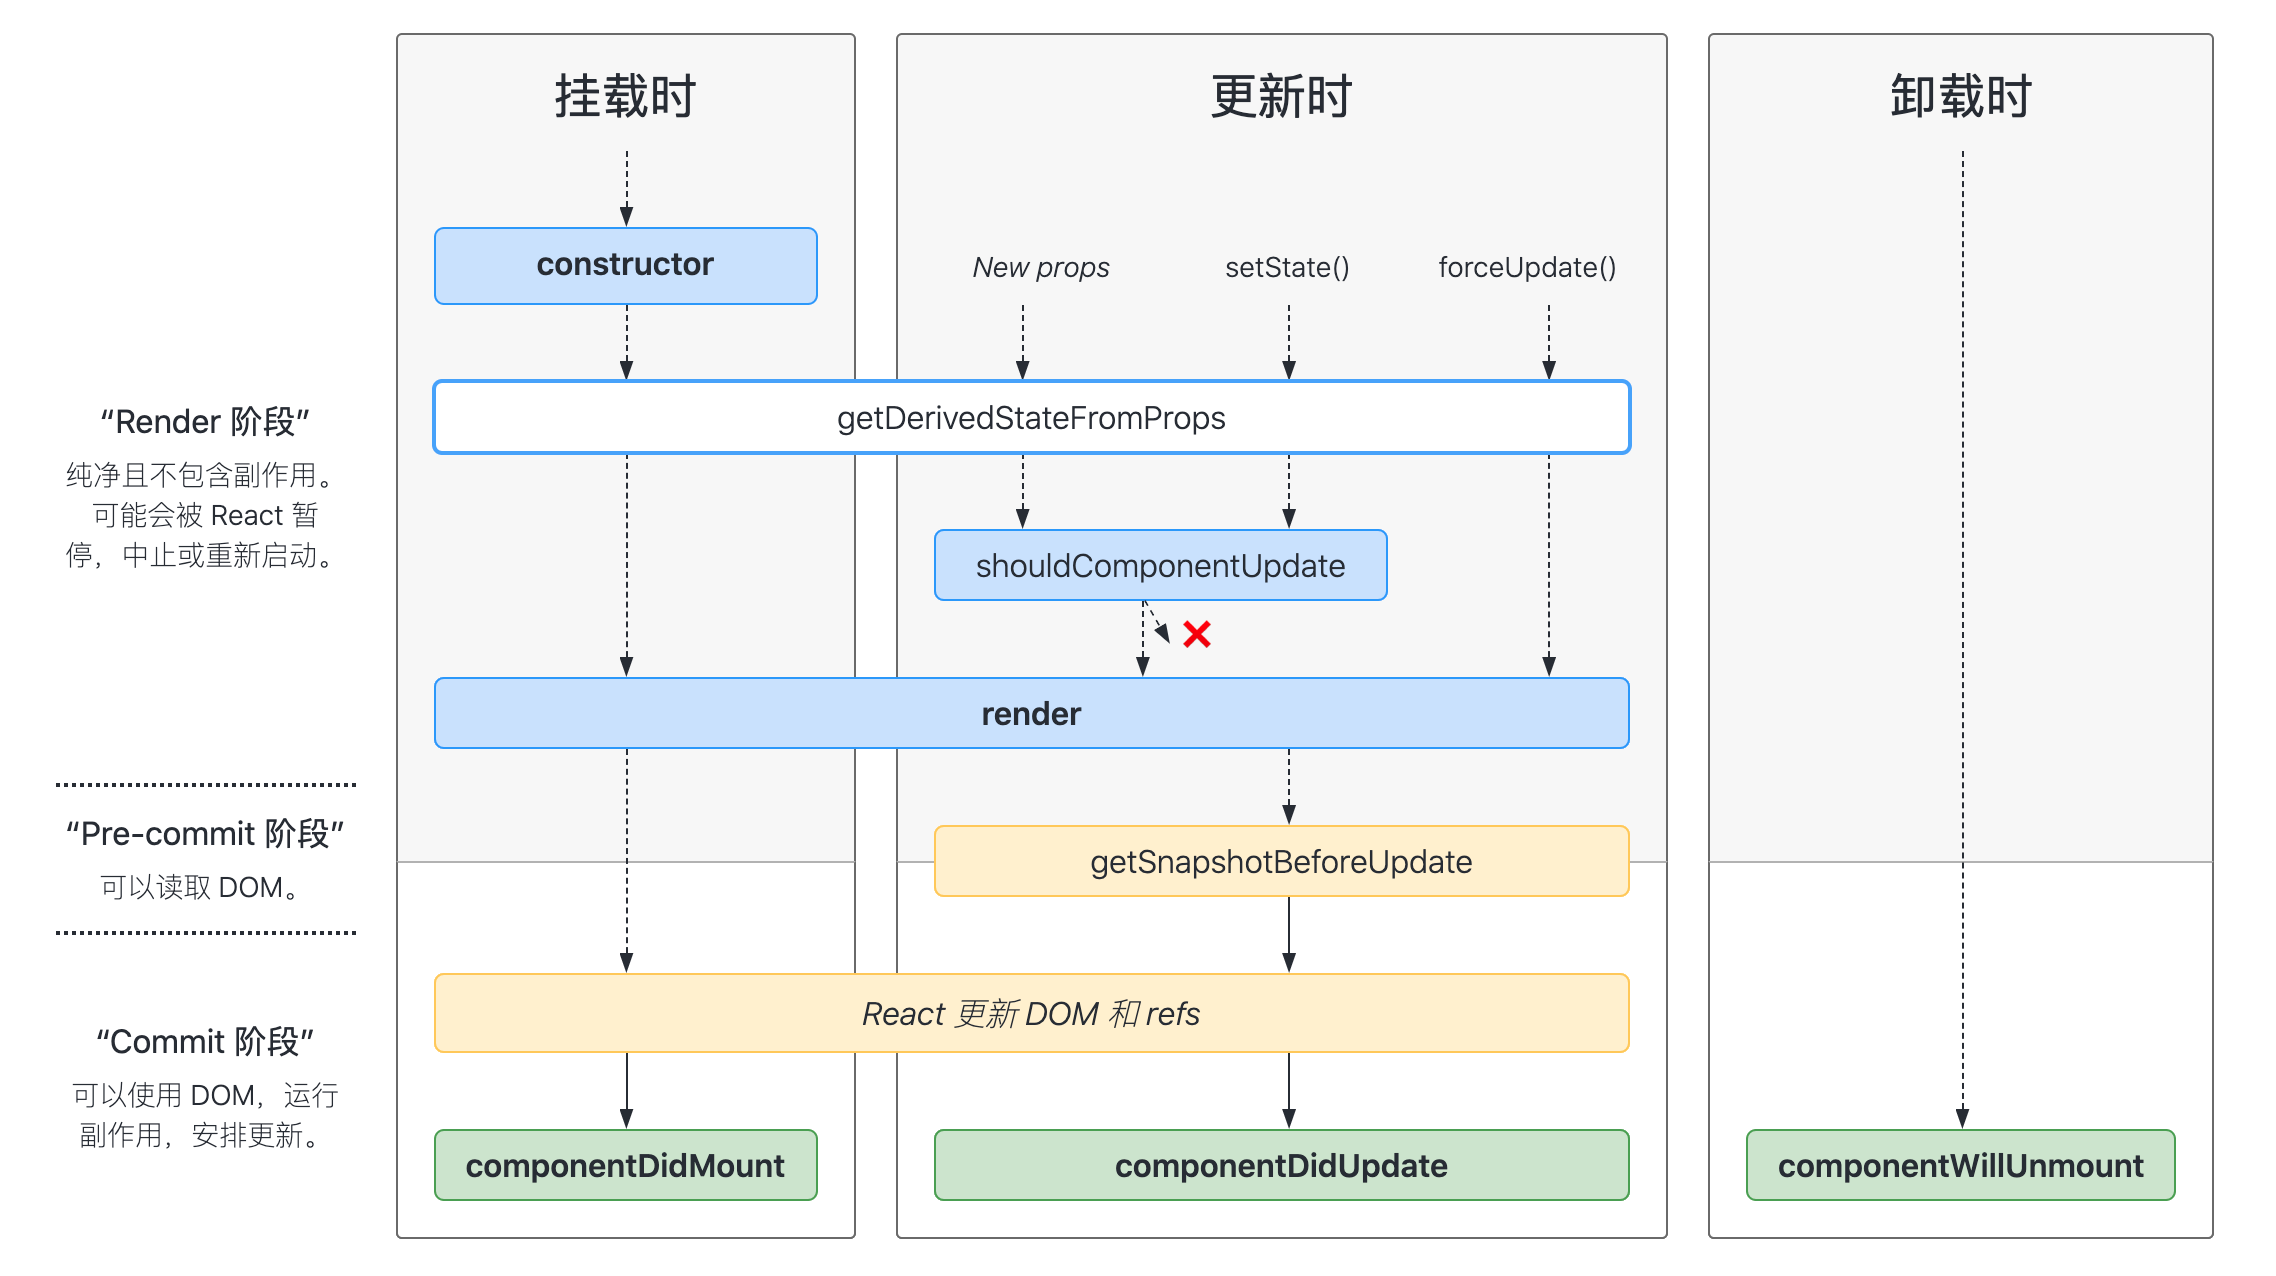 挂载时
更新时
卸载时
constructor
New props
setState()
forceUpdate()
getDerivedStateFromProps
“Render 阶段”
纯净且不包含副作用。
可能会被 React 暂
停，中止或重新启动。
shouldComponentUpdate
render
“Pre-commit 阶段”
可以读取 DOM。
getSnapshotBeforeUpdate
React 更新 DOM 和 refs
“Commit 阶段”
可以使用 DOM，运行
副作用，安排更新。
componentDidMount
componentDidUpdate
componentWillUnmount